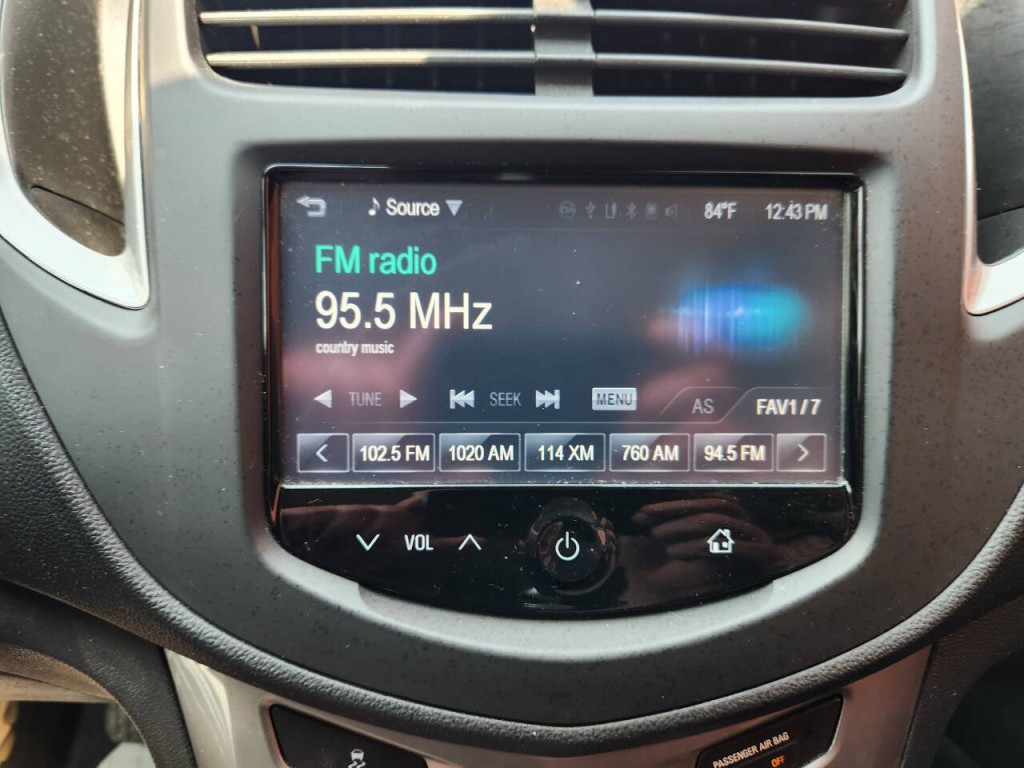 Source 84°F 12:43 PM
FM radio
95.5 MHz
country music
TUNE SEEK MENU AS FAV1/7
102.5 FM 1020 AM 114 XM 760 AM 94.5 FM
VOL
PASSENGER AIR BAG
OFF